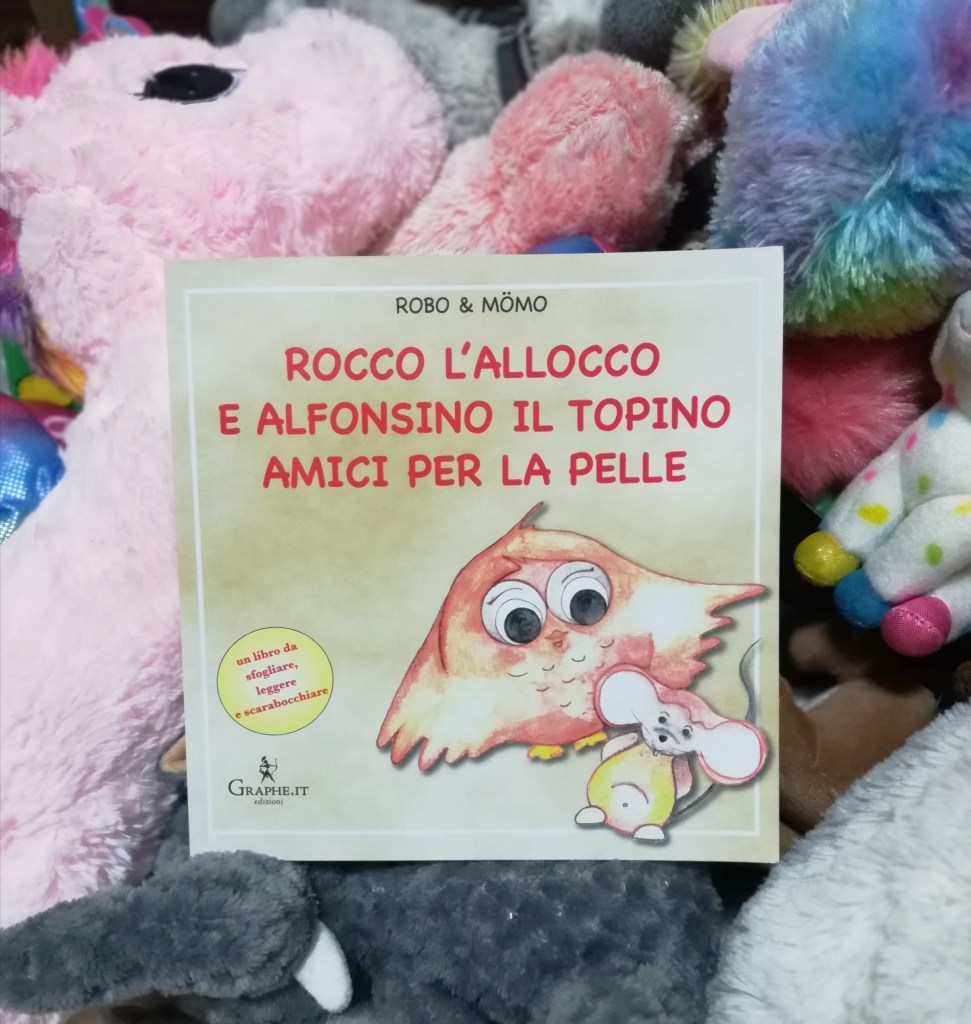 ROBO & MÖMO
ROCCO L'ALLOCCO
E ALFONSINO IL TOPINO
AMICI PER LA PELLE
un libro da
sfogliare,
leggere
e scarabocchiare
GRAPHE.IT
edizioni